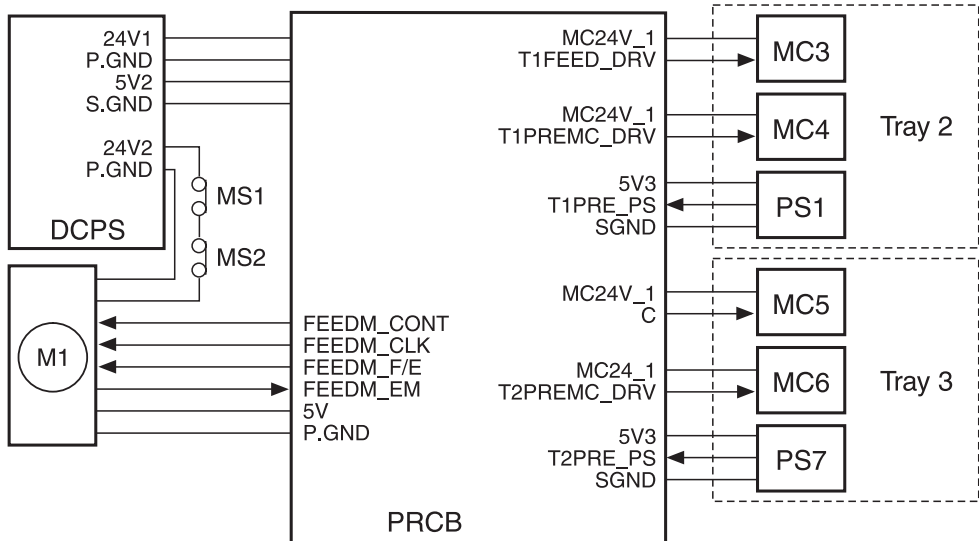 24V1
P.GND
5V2
S.GND
24V2
P.GND
DCPS
MS1
MS2
M1
FEEDM_CONT
FEEDM_CLK
FEEDM_F/E
FEEDM_EM
5V
P.GND
PRCB
MC24V_1
T1FEED_DRV
MC3
MC24V_1
T1PREMC_DRV
MC4
5V3
T1PRE_PS
SGND
PS1
Tray 2
MC24V_1
C
MC5
MC24_1
T2PREMC_DRV
MC6
5V3
T2PRE_PS
SGND
PS7
Tray 3